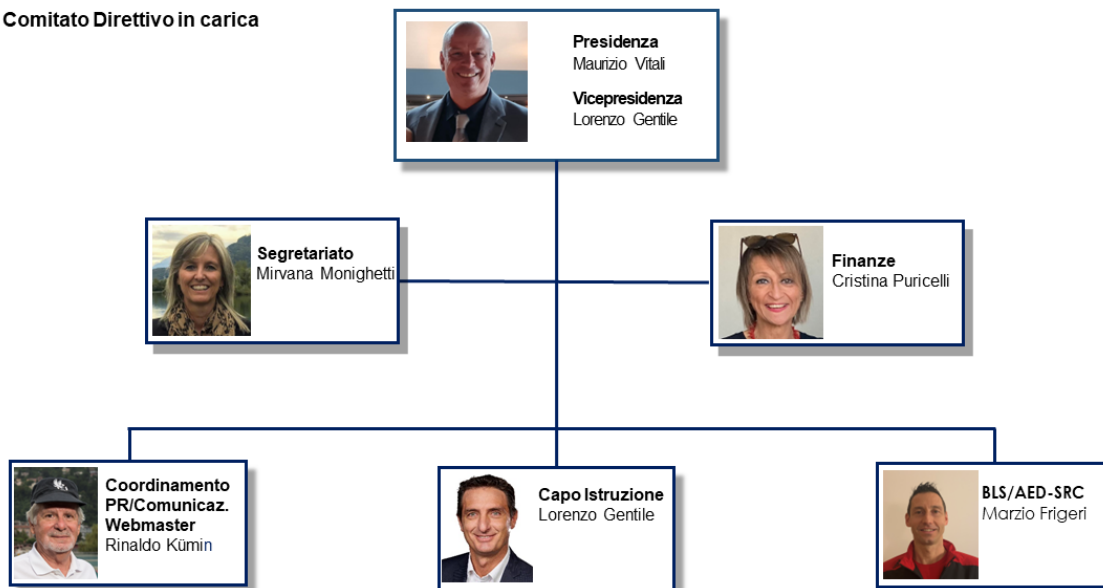 Comitato Direttivo in carica
Presidenza
Maurizio Vitali
Vicepresidenza
Lorenzo Gentile
Segretariato
Mirvana Monighetti
Finanze
Cristina Puricelli
Coordinamento
PR/Comunicaz.
Webmaster
Rinaldo Kümin
Capo Istruzione
Lorenzo Gentile
BLS/AED-SRC
Marzio Frigeri